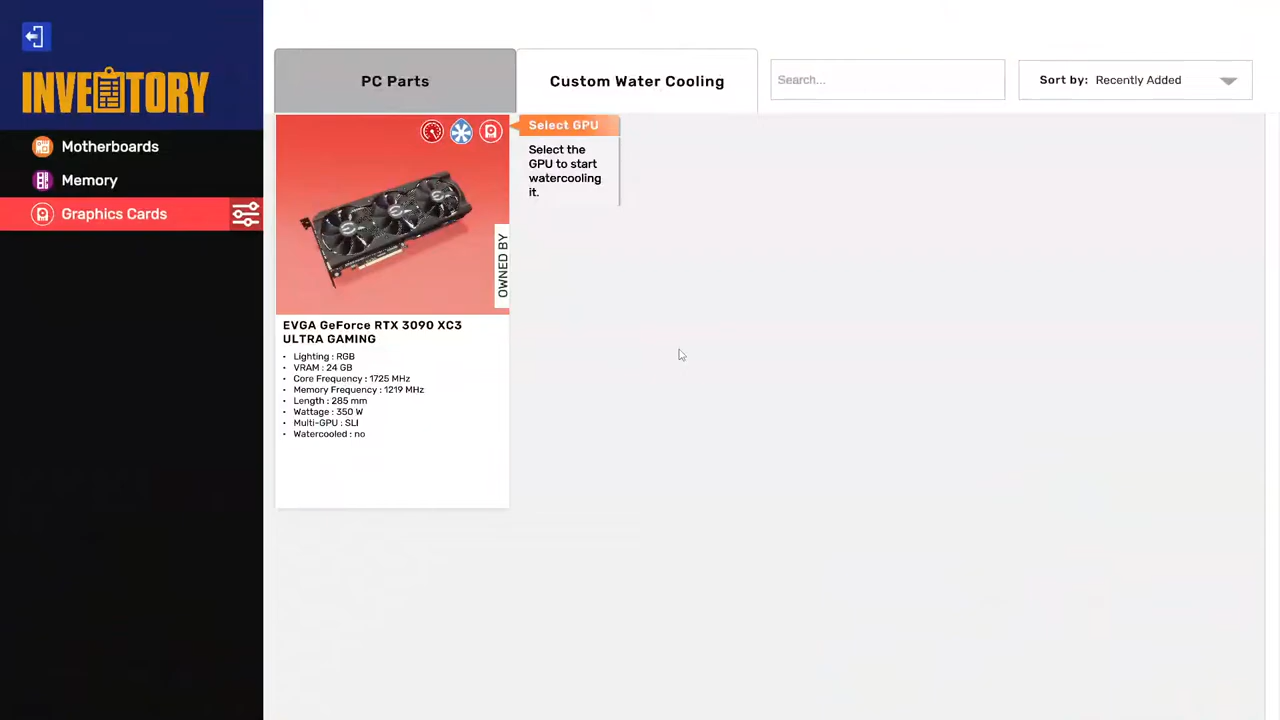 INVENTORY
Motherboards
Memory
Graphics Cards
PC Parts
Custom Water Cooling
Search...
Sort by: Recently Added
Select GPU
Select the
GPU to start
watercooling
it.
OWNED BY
EVGA GeForce RTX 3090 XC3
ULTRA GAMING
• Lighting : RGB
• VRAM : 24 GB
• Core Frequency : 1725 MHz
• Memory Frequency : 1219 MHz
• Length : 285 mm
• Wattage : 350 W
• Multi-GPU : SLI
• Watercooled : no